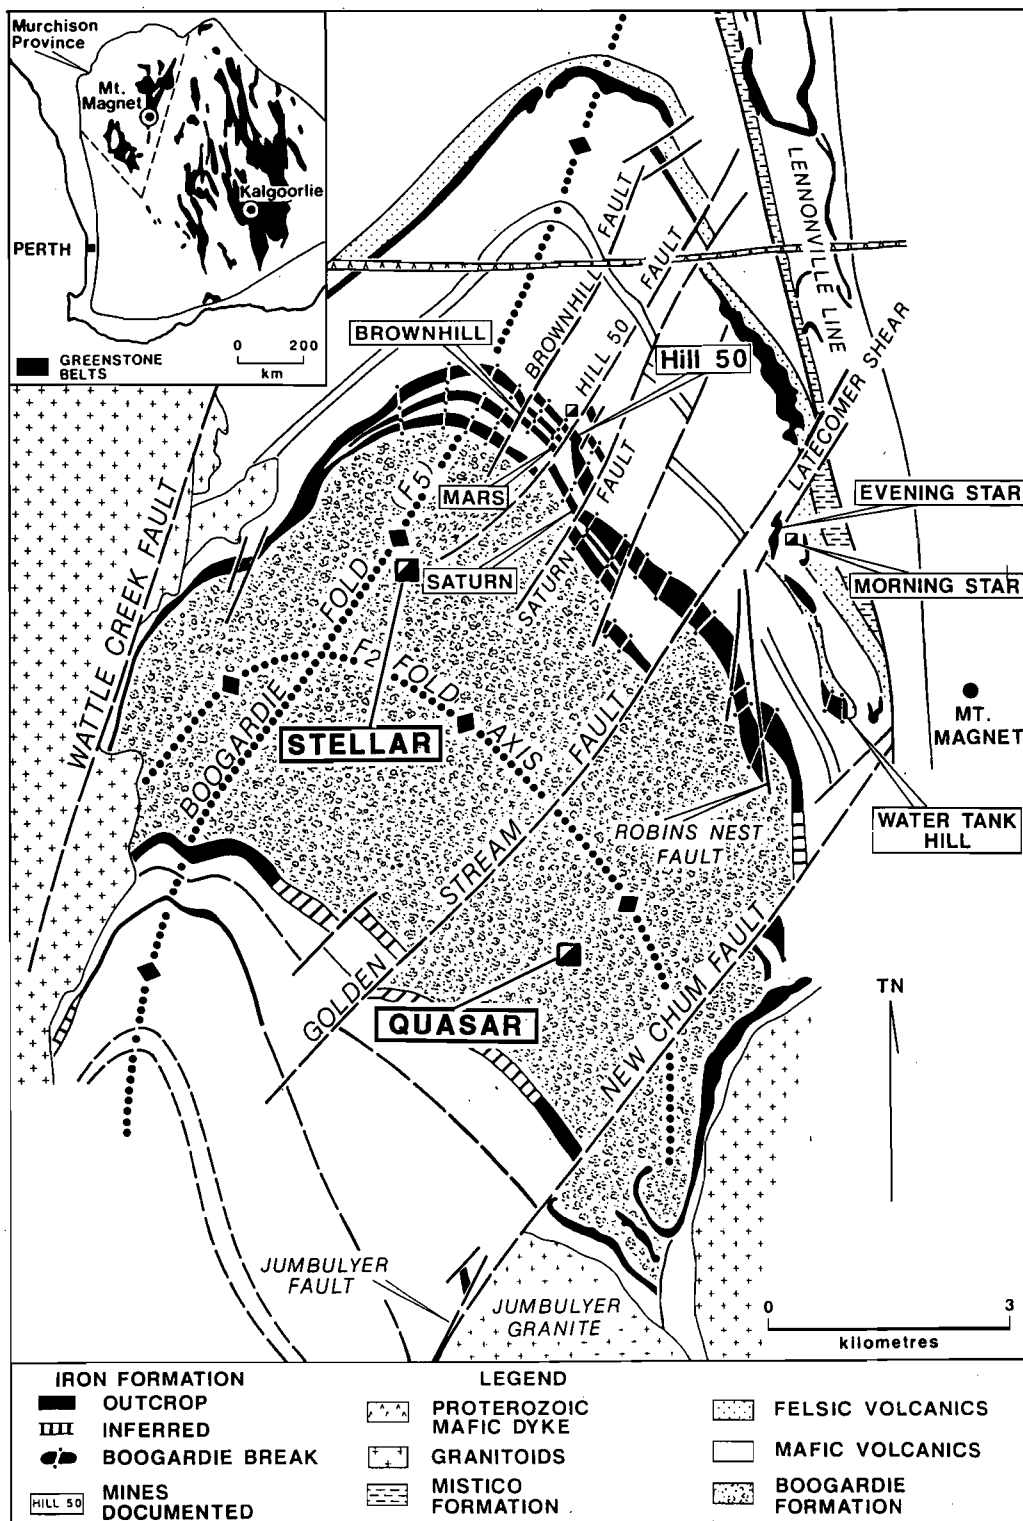 Murchison
Province
Mt.
Magnet
Kalgoorlie
PERTH
0 200
km
GREENSTONE
BELTS
BROWNHILL
BROWNHILL FAULT
HILL 50 FAULT
Hill 50
LENNONVILLE LINE
LATECOMER SHEAR
MARS
SATURN
SATURN FAULT
EVENING STAR
MORNING STAR
WATTLE CREEK FAULT
BOOGARDIE FOLD (F5)
F2 FOLD AXIS
STELLAR
MT.
MAGNET
WATER TANK
HILL
ROBINS NEST
FAULT
GOLDEN STREAM FAULT
QUASAR
NEW CHUM FAULT
TN
JUMBULYER
FAULT
JUMBULYER
GRANITE
0 3
kilometres
IRON FORMATION
OUTCROP
INFERRED
BOOGARDIE BREAK
HILL 50
MINES
DOCUMENTED
LEGEND
PROTEROZOIC
MAFIC DYKE
GRANITOIDS
MISTICO
FORMATION
FELSIC VOLCANICS
MAFIC VOLCANICS
BOOGARDIE
FORMATION